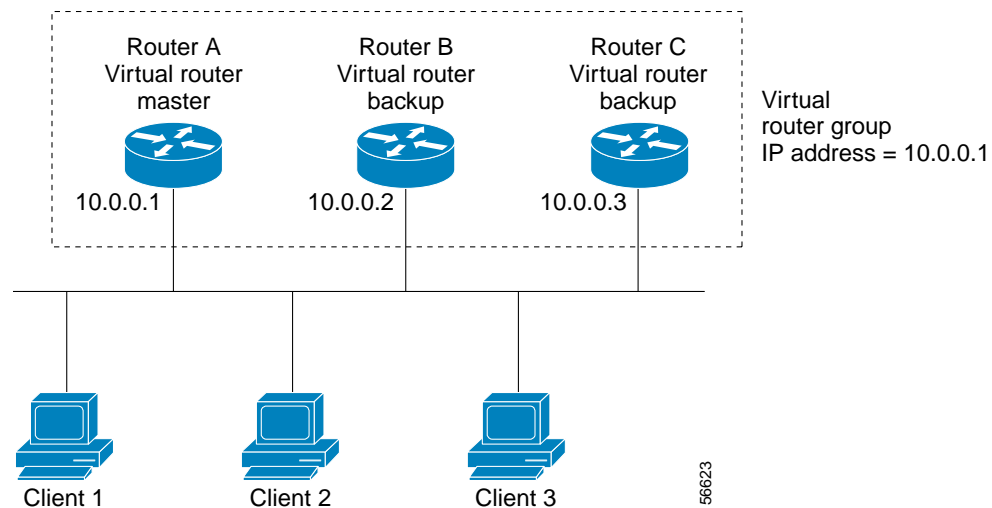 Router A
Virtual router
master
Router B
Virtual router
backup
Router C
Virtual router
backup
Virtual
router group
IP address = 10.0.0.1
10.0.0.1
10.0.0.2
10.0.0.3
Client 1
Client 2
Client 3
56623